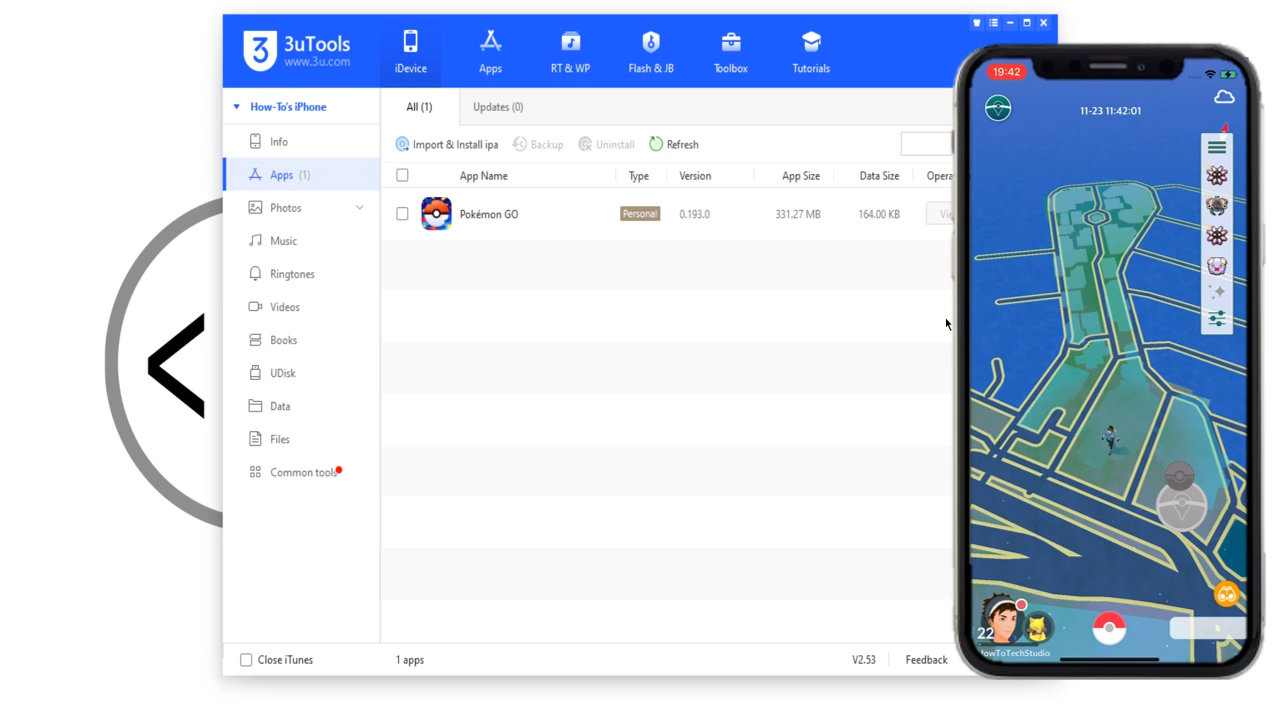 3 3uTools
www.3u.com
iDevice
Apps
RT & WP
Flash & JB
Toolbox
Tutorials
How-To's iPhone
All (1)
Updates (0)
Info
Import & Install ipa
Backup
Uninstall
Refresh
Apps (1)
App Name
Type
Version
App Size
Data Size
Opera
Photos
Pokémon GO
Personal
0.193.0
331.27 MB
164.00 KB
Music
Ringtones
Videos
Books
UDisk
Data
Files
Common tools
Close iTunes
1 apps
V2.53
Feedback
19:42
11-23 11:42:01
22
HowToTechStudio